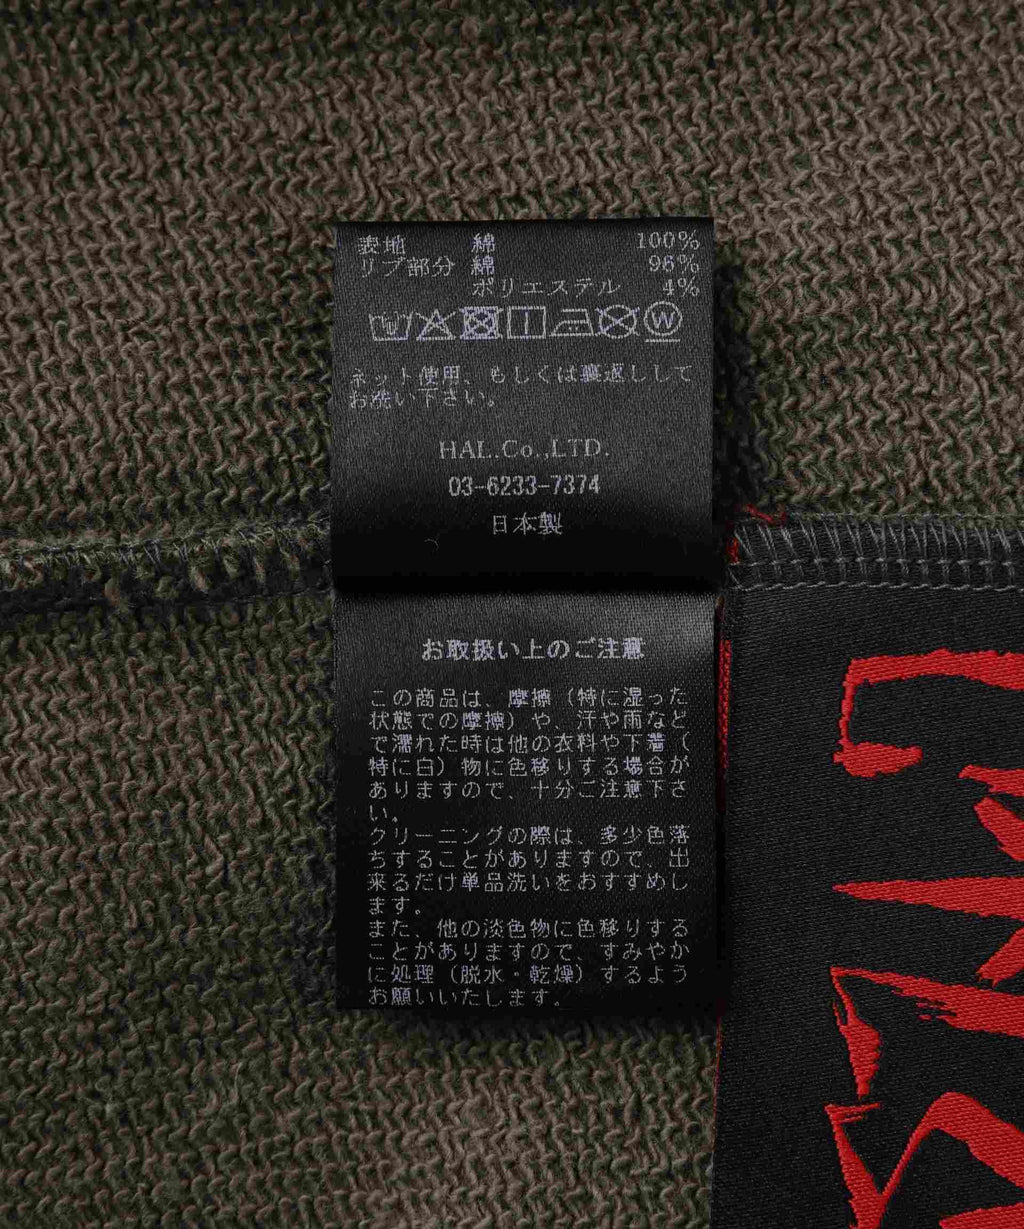 表地 綿 100%
リブ部分 綿 96%
ポリエステル 4%
ネット使用、もしくは裏返しして
お洗い下さい。
HAL.Co.,LTD.
03-6233-7374
日本製
お取扱い上のご注意
この商品は、摩擦（特に湿った
状態での摩擦）や、汗や雨など
で濡れた時は他の衣料や下着（
特に白）物に色移りする場合が
ありますので、十分ご注意下さ
い。
クリーニングの際は、多少色落
ちすることがありますので、出
来るだけ単品洗いをおすすめし
ます。
また、他の淡色物に色移りする
ことがありますので、すみやか
に処理（脱水・乾燥）するよう
お願いいたします。